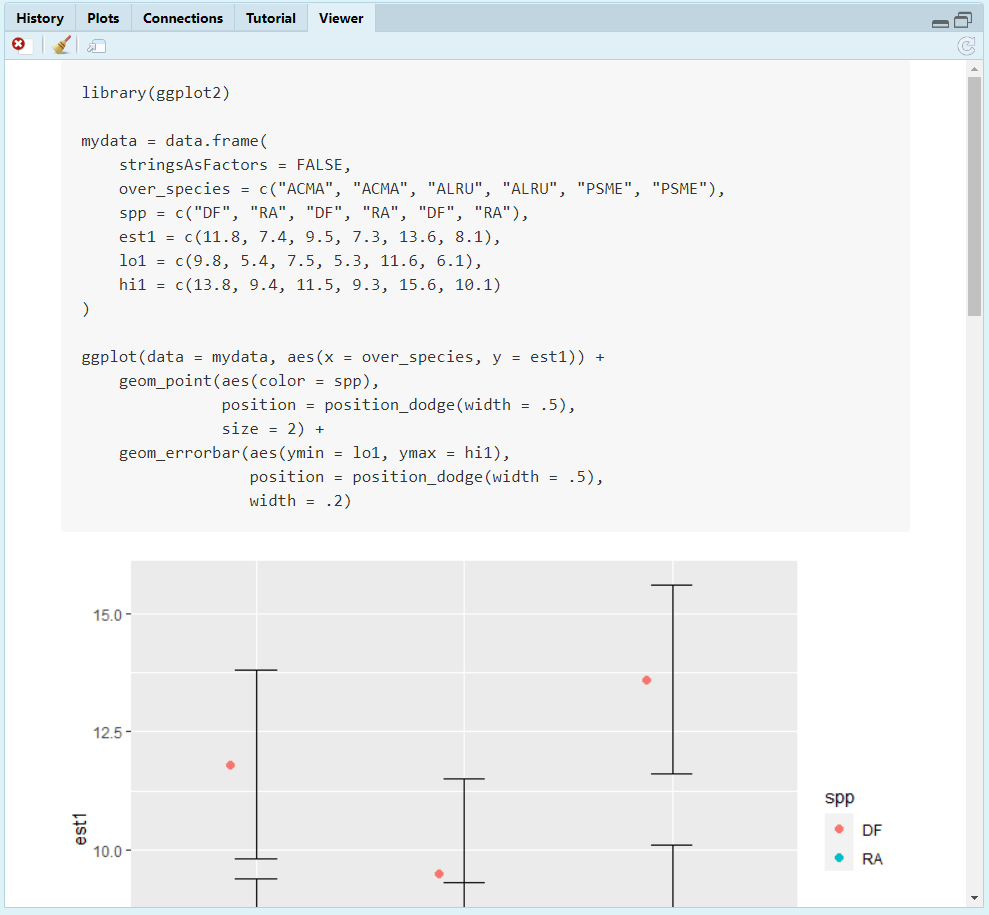 History Plots Connections Tutorial Viewer
library(ggplot2)
mydata = data.frame(
    stringsAsFactors = FALSE,
    over_species = c("ACMA", "ACMA", "ALRU", "ALRU", "PSME", "PSME"),
    spp = c("DF", "RA", "DF", "RA", "DF", "RA"),
    est1 = c(11.8, 7.4, 9.5, 7.3, 13.6, 8.1),
    lo1 = c(9.8, 5.4, 7.5, 5.3, 11.6, 6.1),
    hi1 = c(13.8, 9.4, 11.5, 9.3, 15.6, 10.1)
)
ggplot(data = mydata, aes(x = over_species, y = est1)) +
    geom_point(aes(color = spp),
               position = position_dodge(width = .5),
               size = 2) +
    geom_errorbar(aes(ymin = lo1, ymax = hi1),
                  position = position_dodge(width = .5),
                  width = .2)
15.0
12.5
10.0
est1
spp
DF
RA